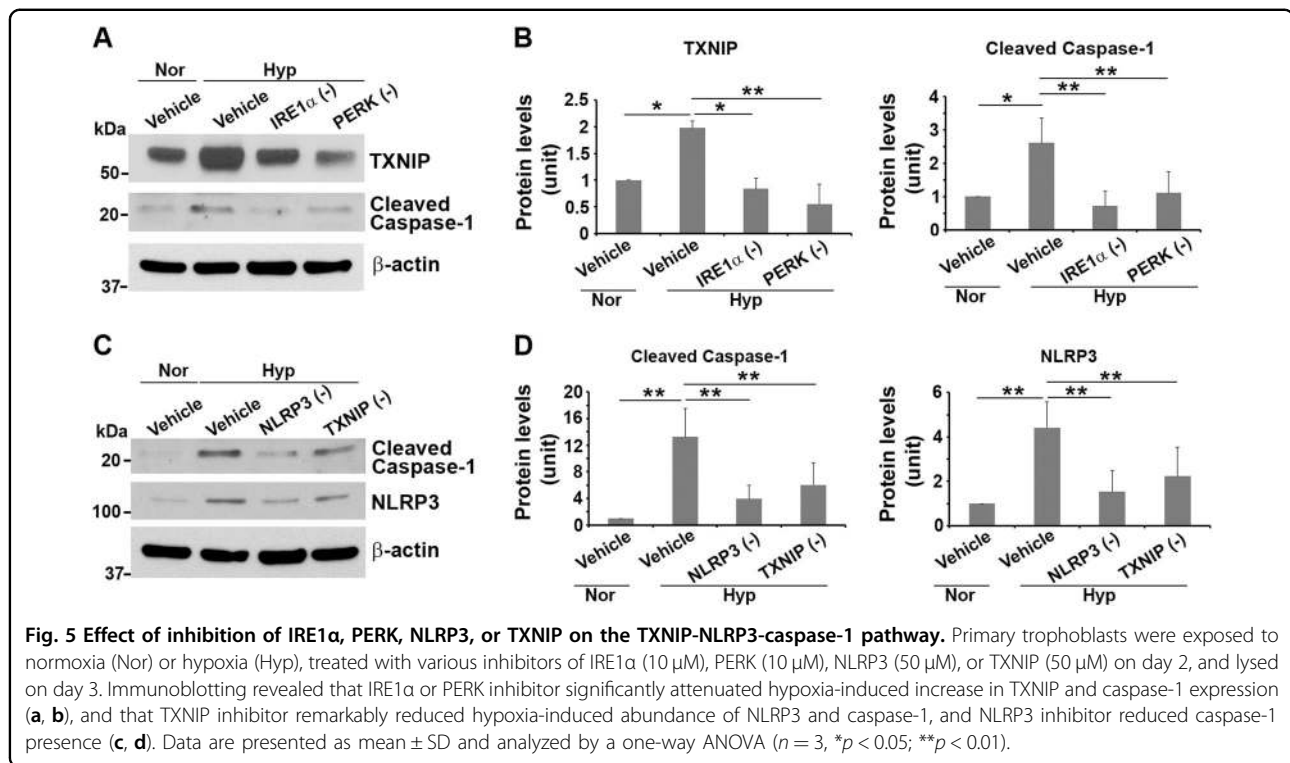 A
Nor
Hyp
Vehicle
Vehicle
IRE1α (-)
PERK (-)
kDa
TXNIP
50
20
Cleaved
Caspase-1
β-actin
37
B
TXNIP
Protein levels
(unit)
2.5
2
1.5
1
0.5
0
*
*
**
Vehicle
Vehicle
IRE1α (-)
PERK (-)
Nor
Hyp
Cleaved Caspase-1
Protein levels
(unit)
4
3
2
1
0
*
**
**
Vehicle
Vehicle
IRE1α (-)
PERK (-)
Nor
Hyp
C
Nor
Hyp
Vehicle
Vehicle
NLRP3 (-)
TXNIP (-)
kDa
20
Cleaved
Caspase-1
NLRP3
100
β-actin
37
D
Cleaved Caspase-1
Protein levels
(unit)
20
16
12
8
4
0
**
**
**
Vehicle
Vehicle
NLRP3 (-)
TXNIP (-)
Nor
Hyp
NLRP3
Protein levels
(unit)
6
4
2
0
**
**
**
Vehicle
Vehicle
NLRP3 (-)
TXNIP (-)
Nor
Hyp
Fig. 5 Effect of inhibition of IRE1α, PERK, NLRP3, or TXNIP on the TXNIP-NLRP3-caspase-1 pathway. Primary trophoblasts were exposed to
normoxia (Nor) or hypoxia (Hyp), treated with various inhibitors of IRE1α (10 µM), PERK (10 µM), NLRP3 (50 µM), or TXNIP (50 µM) on day 2, and lysed
on day 3. Immunoblotting revealed that IRE1α or PERK inhibitor significantly attenuated hypoxia-induced increase in TXNIP and caspase-1 expression
(a, b), and that TXNIP inhibitor remarkably reduced hypoxia-induced abundance of NLRP3 and caspase-1, and NLRP3 inhibitor reduced caspase-1
presence (c, d). Data are presented as mean ± SD and analyzed by a one-way ANOVA (n = 3, *p < 0.05; **p < 0.01).